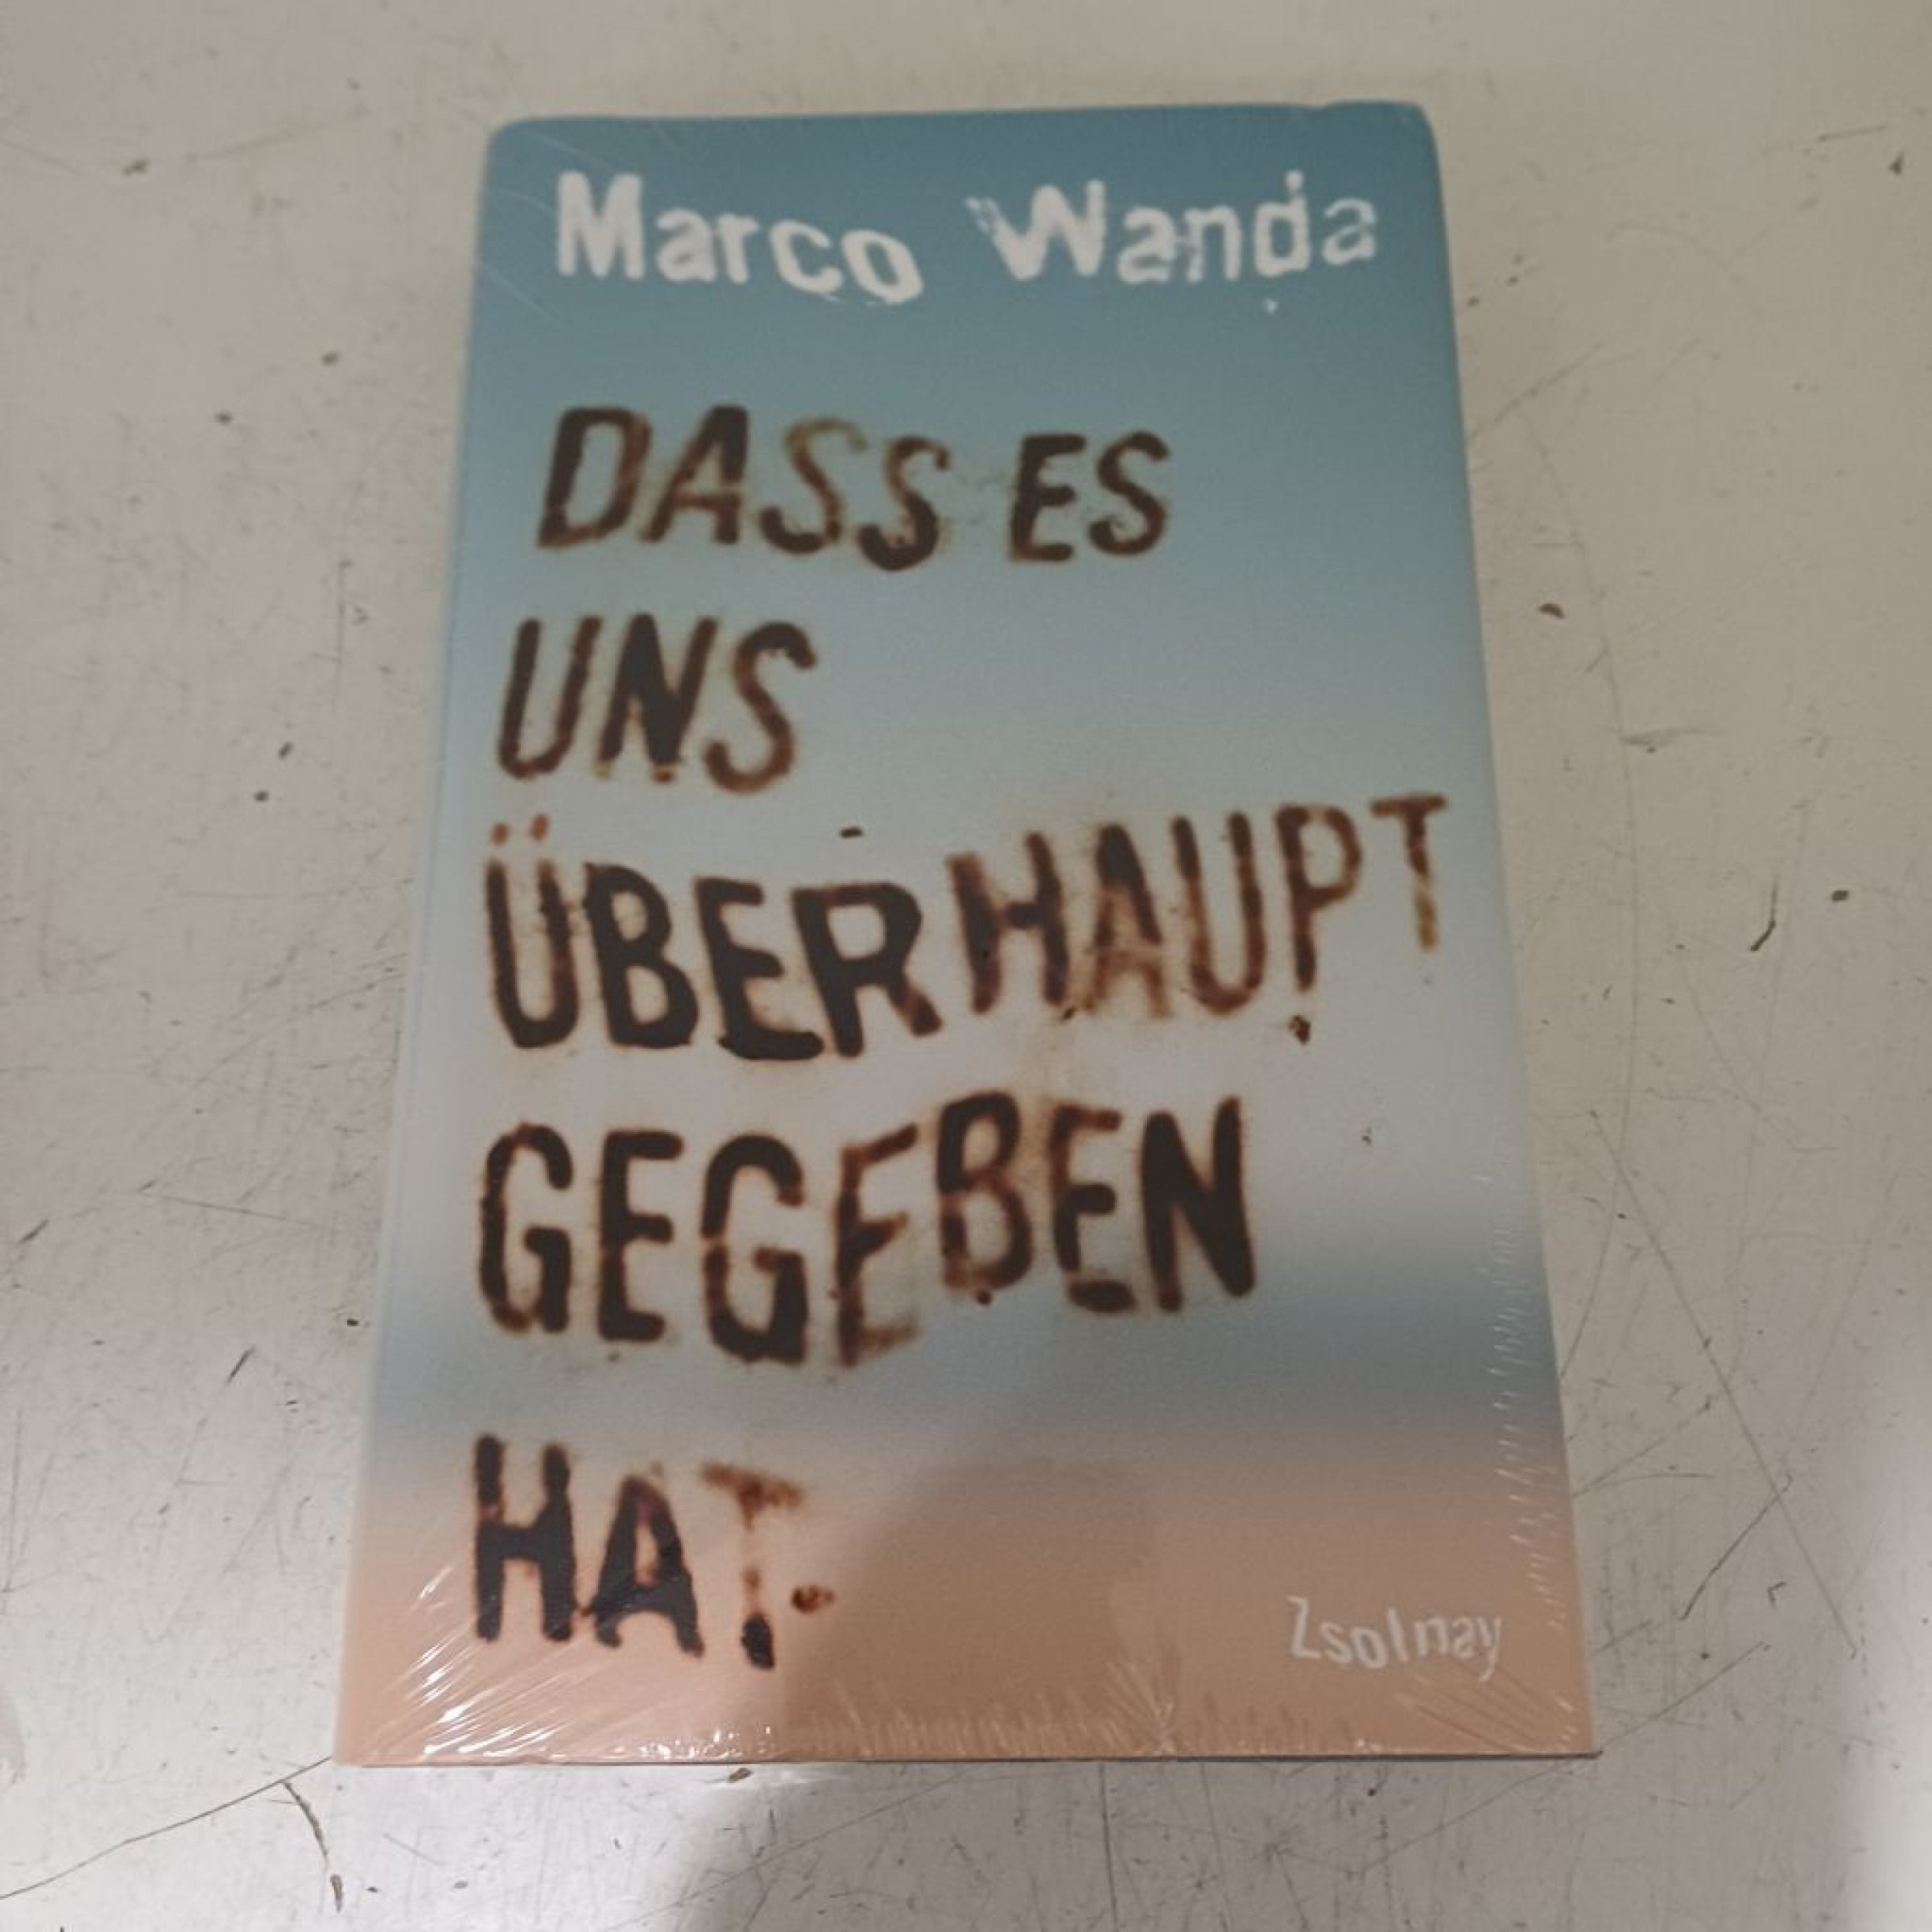 Marco Wanda
DASS ES
UNS
ÜBERHAUPT
GEGEBEN
HAT.
Zsolnay